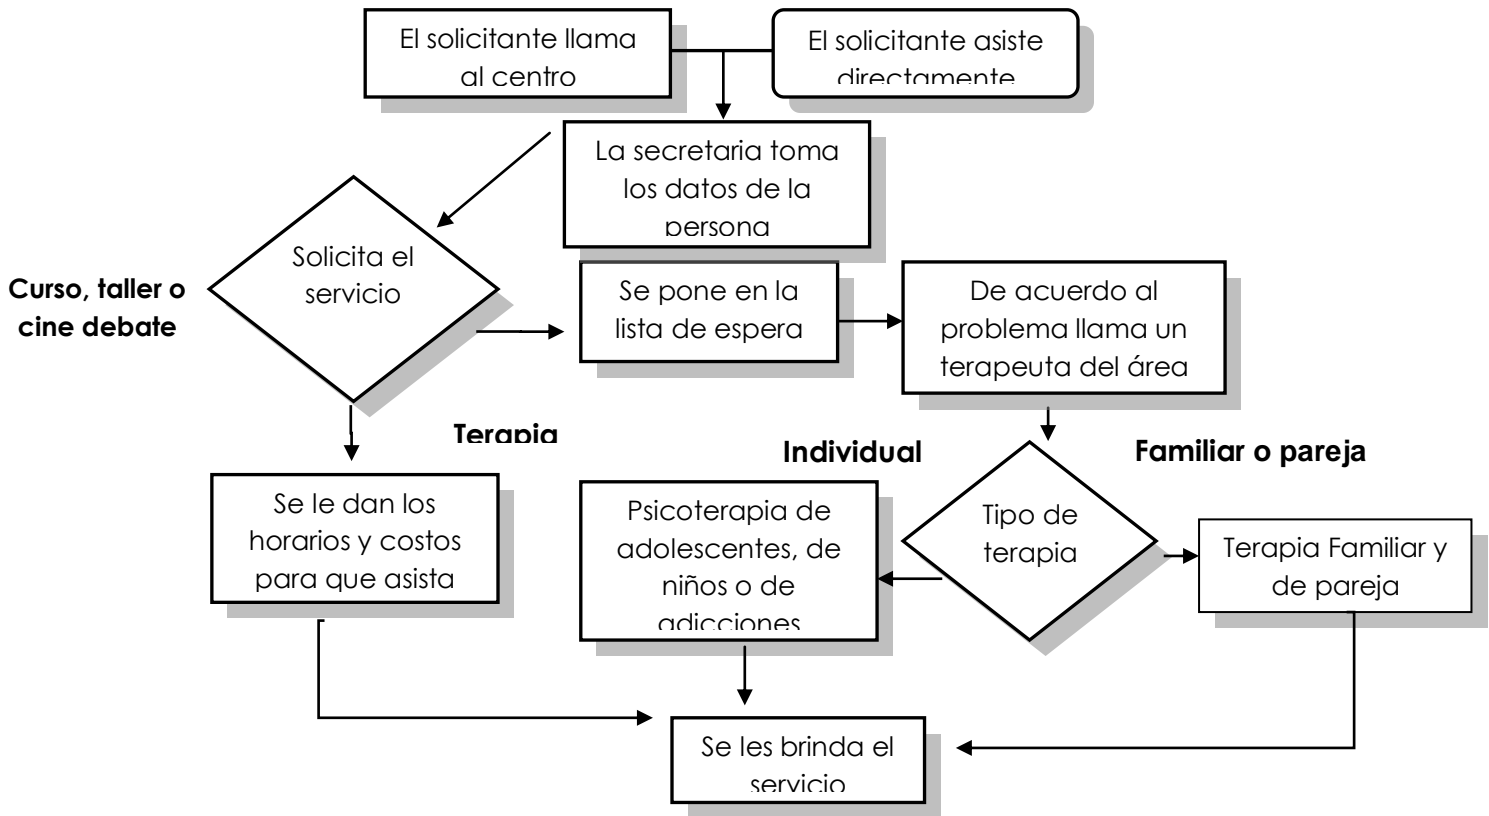 El solicitante llama
al centro
El solicitante asiste
directamente
La secretaria toma
los datos de la
persona
Solicita el
servicio
Curso, taller o
cine debate
Se pone en la
lista de espera
De acuerdo al
problema llama un
terapeuta del área
Terapia
Individual
Familiar o pareja
Se le dan los
horarios y costos
para que asista
Psicoterapia de
adolescentes, de
niños o de
adicciones
Tipo de
terapia
Terapia Familiar y
de pareja
Se les brinda el
servicio